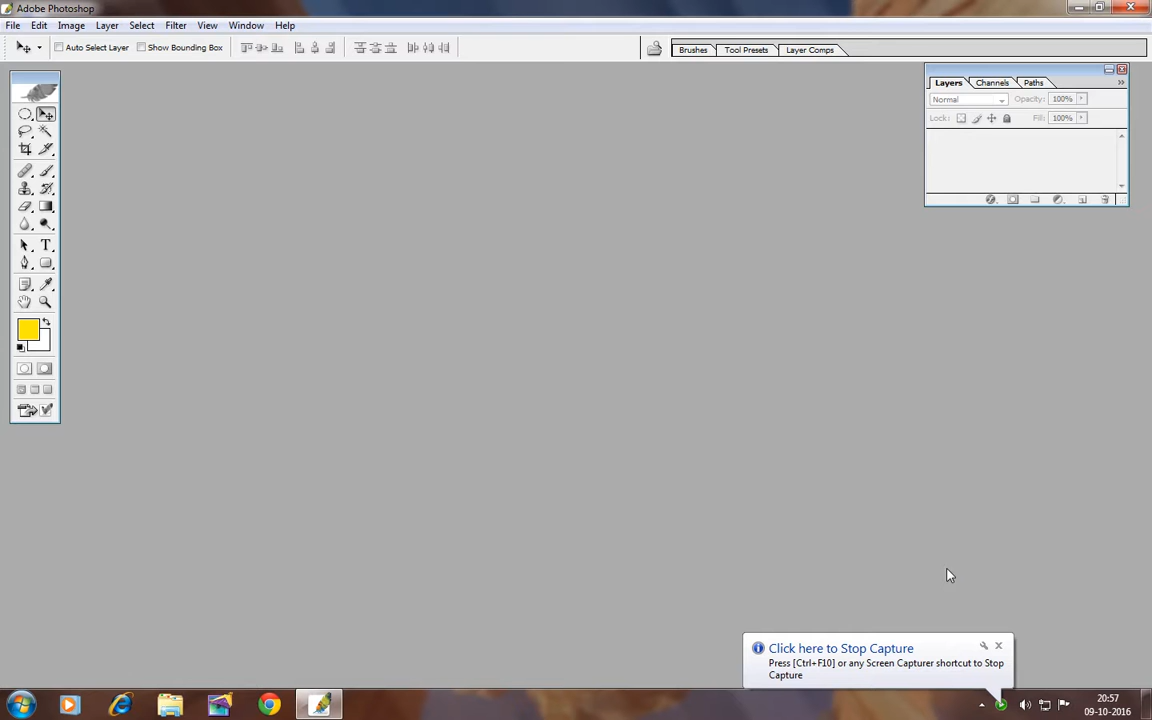 Adobe Photoshop
File Edit Image Layer Select Filter View Window Help
Auto Select Layer Show Bounding Box Brushes Tool Presets Layer Comps
Layers Channels Paths
Normal Opacity: 100%
Lock: Fill: 100%
T
Click here to Stop Capture
Press [Ctrl+F10] or any Screen Capturer shortcut to Stop
Capture
20:57
09-10-2016